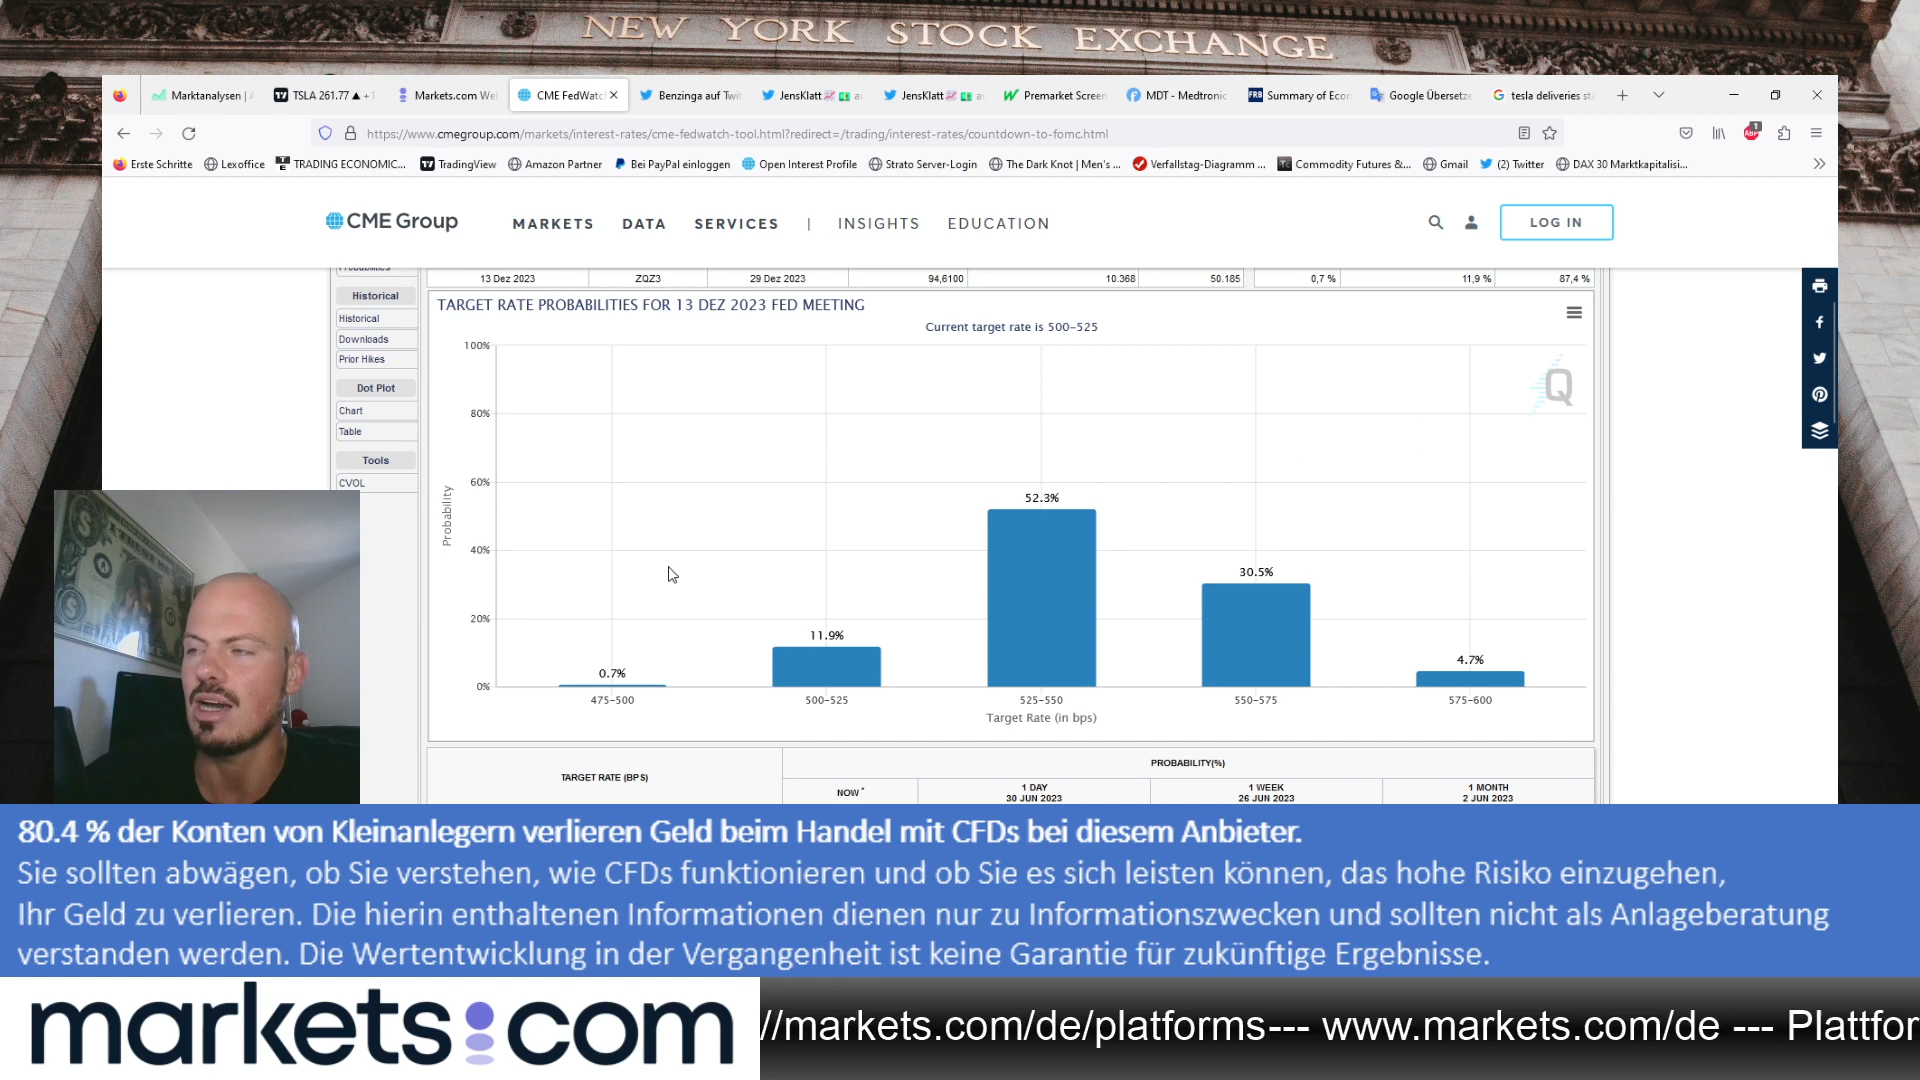 NEW YORK STOCK EXCHANGE
Marktanalysen |
TSLA 261.77 ▲ +
Markets.com We
CME FedWatc
Benzinga auf Twi
JensKlatt
JensKlatt
Premarket Screen
MDT - Medtronic
FRB Summary of Econ
Google Übersetze
tesla deliveries st
https://www.cmegroup.com/markets/interest-rates/cme-fedwatch-tool.html?redirect=/trading/interest-rates/countdown-to-fomc.html
Erste Schritte
Lexoffice
TRADING ECONOMIC...
TradingView
Amazon Partner
Bei PayPal einloggen
Open Interest Profile
Strato Server-Login
The Dark Knot | Men's ...
Verfallstag-Diagramm ...
Commodity Futures &...
Gmail
(2) Twitter
DAX 30 Marktkapitalisi...
CME Group
MARKETS DATA SERVICES | INSIGHTS EDUCATION
LOG IN
Probabilities
13 Dez 2023 ZQZ3 29 Dez 2023 94,6100 10.368 50.185 0,7 % 11,9 % 87,4 %
Historical
Historical
Downloads
Prior Hikes
Dot Plot
Chart
Table
Tools
CVOL
TARGET RATE PROBABILITIES FOR 13 DEZ 2023 FED MEETING
Current target rate is 500–525
Q
100%
80%
60%
40%
20%
0%
Probability
0.7%
11.9%
52.3%
30.5%
4.7%
475–500
500–525
525–550
550–575
575–600
Target Rate (in bps)
TARGET RATE (BPS)
PROBABILITY(%)
NOW *
1 DAY
30 JUN 2023
1 WEEK
26 JUN 2023
1 MONTH
2 JUN 2023
80.4 % der Konten von Kleinanlegern verlieren Geld beim Handel mit CFDs bei diesem Anbieter.
Sie sollten abwägen, ob Sie verstehen, wie CFDs funktionieren und ob Sie es sich leisten können, das hohe Risiko einzugehen,
Ihr Geld zu verlieren. Die hierin enthaltenen Informationen dienen nur zu Informationszwecken und sollten nicht als Anlageberatung
verstanden werden. Die Wertentwicklung in der Vergangenheit ist keine Garantie für zukünftige Ergebnisse.
markets.com
//markets.com/de/platforms--- www.markets.com/de --- Plattfor